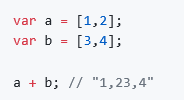 var a = [1,2];
var b = [3,4];
a + b; // "1,23,4"